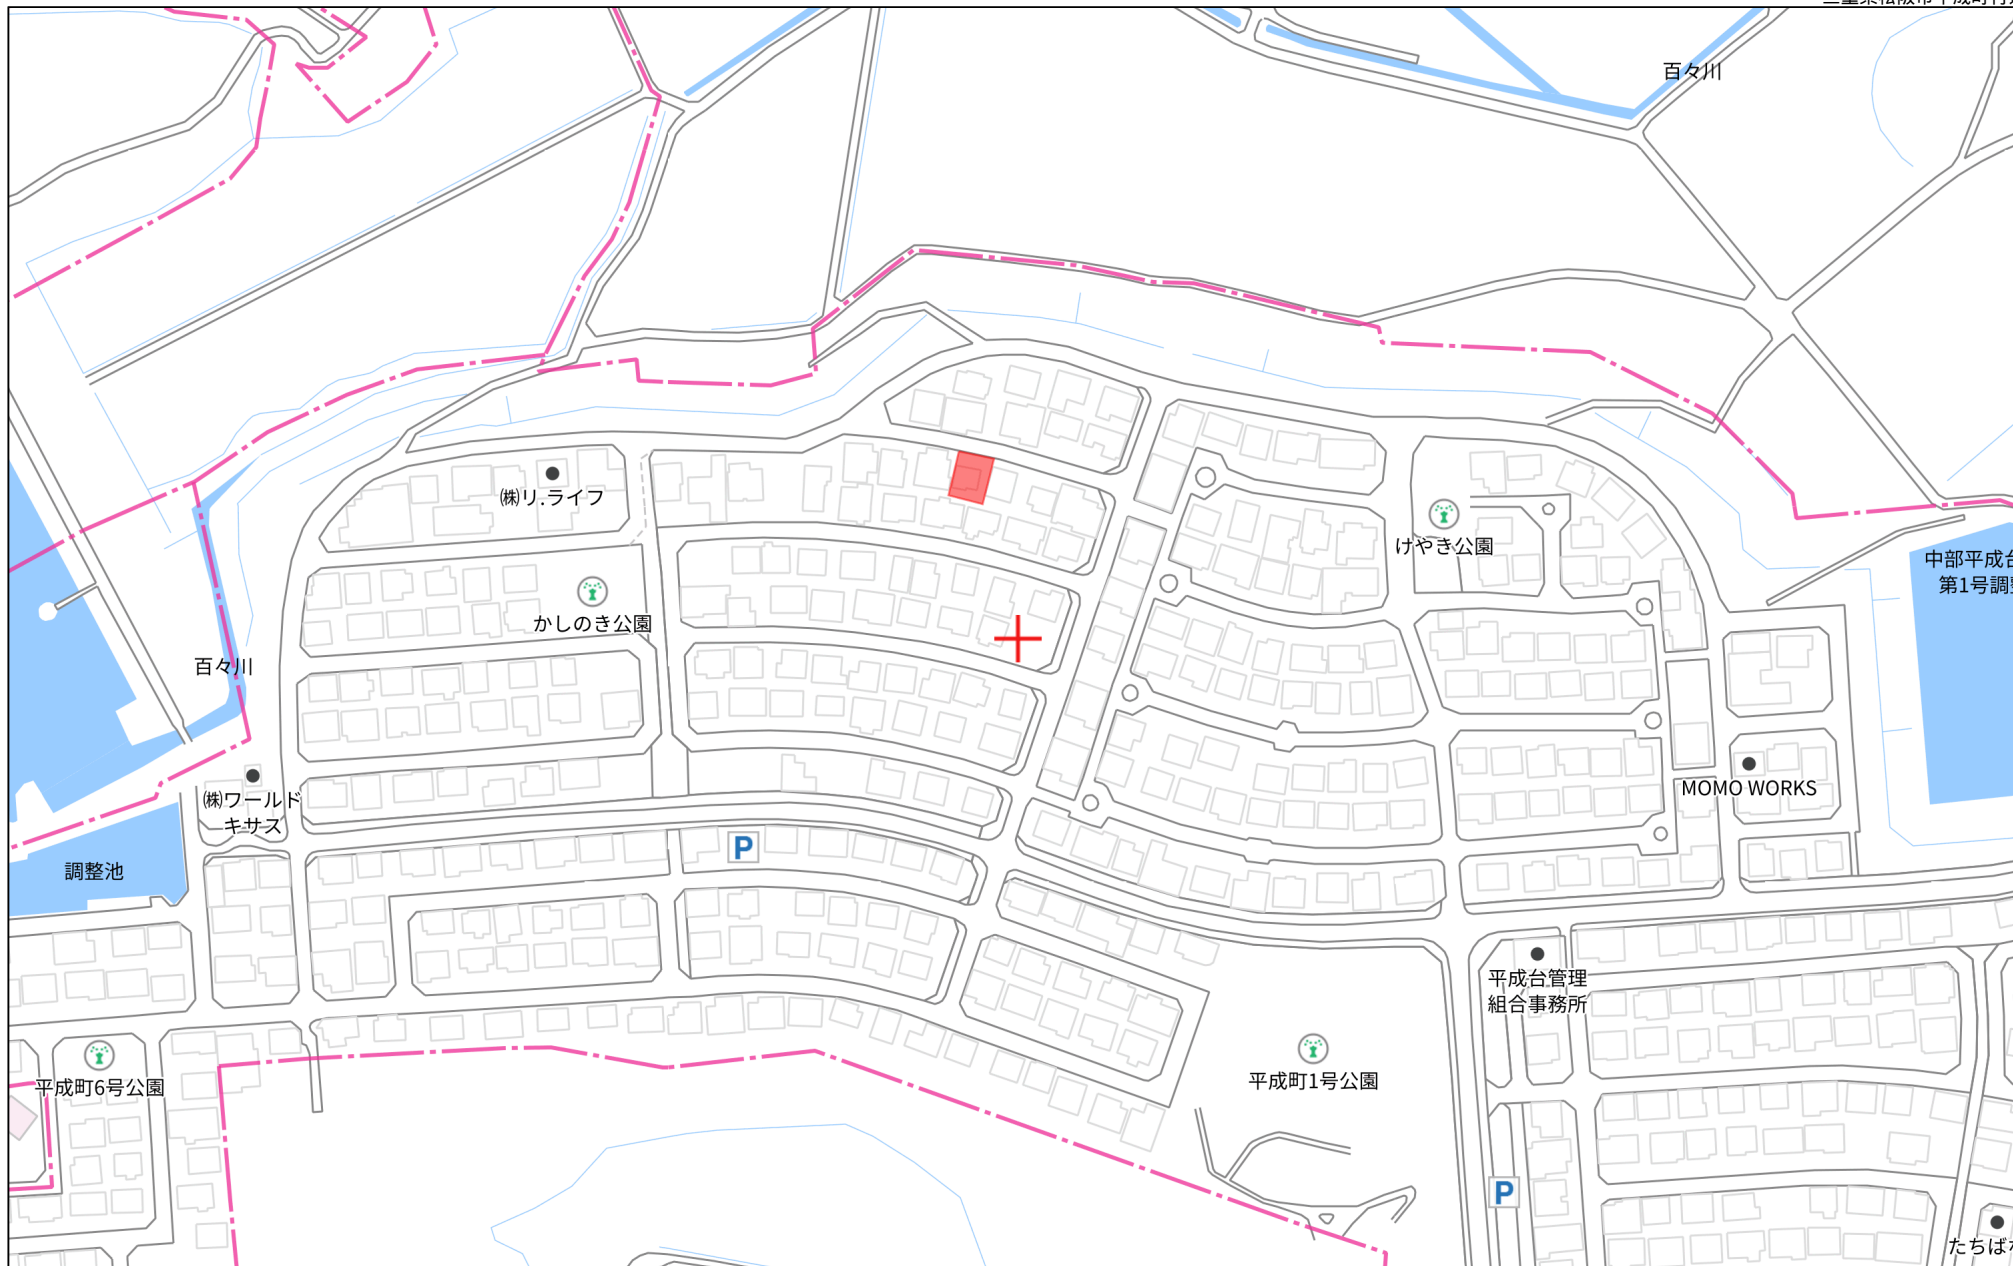 百々川
㈱リ.ライフ
けやき公園
かしのき公園
中部平成台
第1号調整
百々川
MOMO WORKS
㈱ワールド
キサス
P
調整池
平成台管理
組合事務所
平成町6号公園
平成町1号公園
P
たちばな